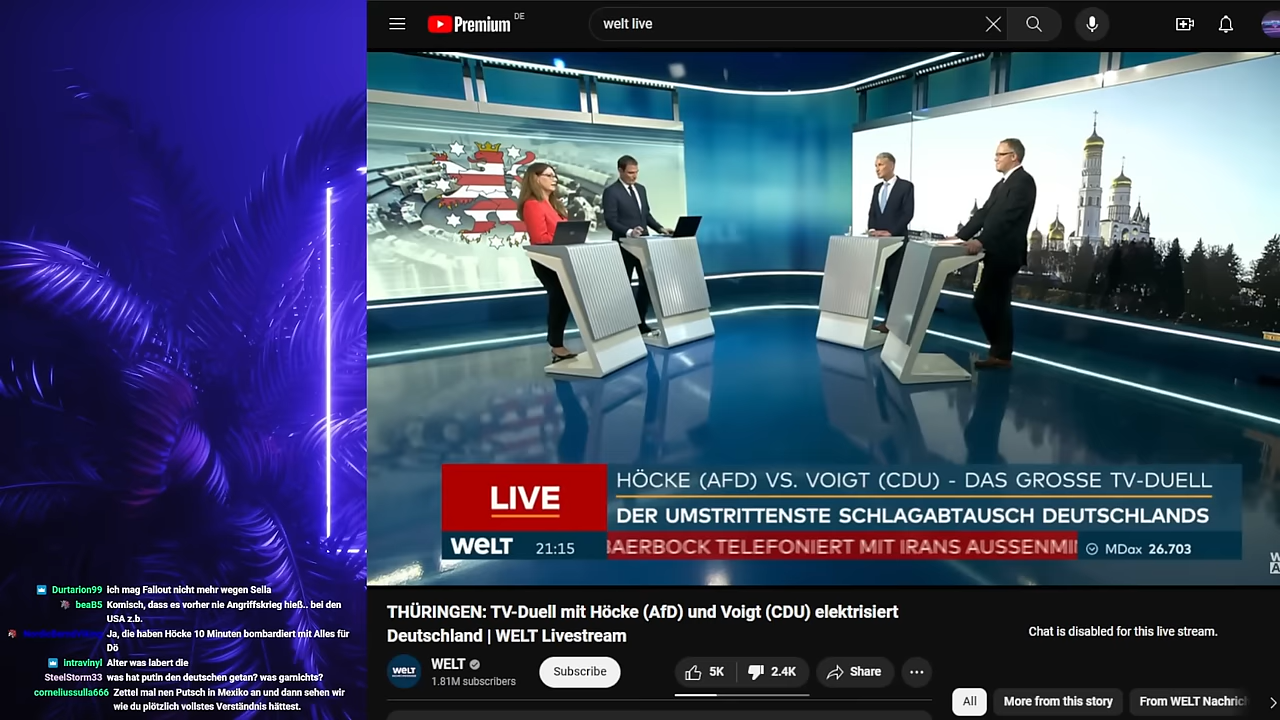 Premium DE
welt live
LIVE
HÖCKE (AFD) VS. VOIGT (CDU) - DAS GROSSE TV-DUELL
DER UMSTRITTENSTE SCHLAGABTAUSCH DEUTSCHLANDS
WELT 21:15
BAERBOCK TELEFONIERT MIT IRANS AUSSENMI
MDax 26.703
THÜRINGEN: TV-Duell mit Höcke (AfD) und Voigt (CDU) elektrisiert
Deutschland | WELT Livestream
Chat is disabled for this live stream.
welt
WELT
1.81M subscribers
Subscribe
5K
2.4K
Share
All
More from this story
From WELT Nachric
Durtarion99 ich mag Fallout nicht mehr wegen Sella
beaB5 Komisch, dass es vorher nie Angriffskrieg hieß.. bei den
USA z.b.
Ja, die haben Höcke 10 Minuten bombardiert mit Alles für
Dö
intravinyl Alter was labert die
SteelStorm33 was hat putin den deutschen getan? was garnichts?
corneliussulla666 Zettel mal nen Putsch in Mexiko an und dann sehen wir
wie du plötzlich vollstes Verständnis hättest.